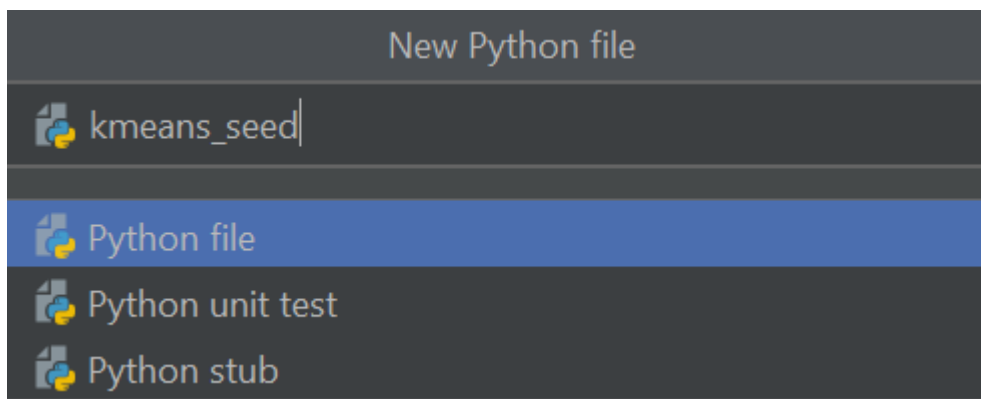 New Python file
kmeans_seed
Python file
Python unit test
Python stub